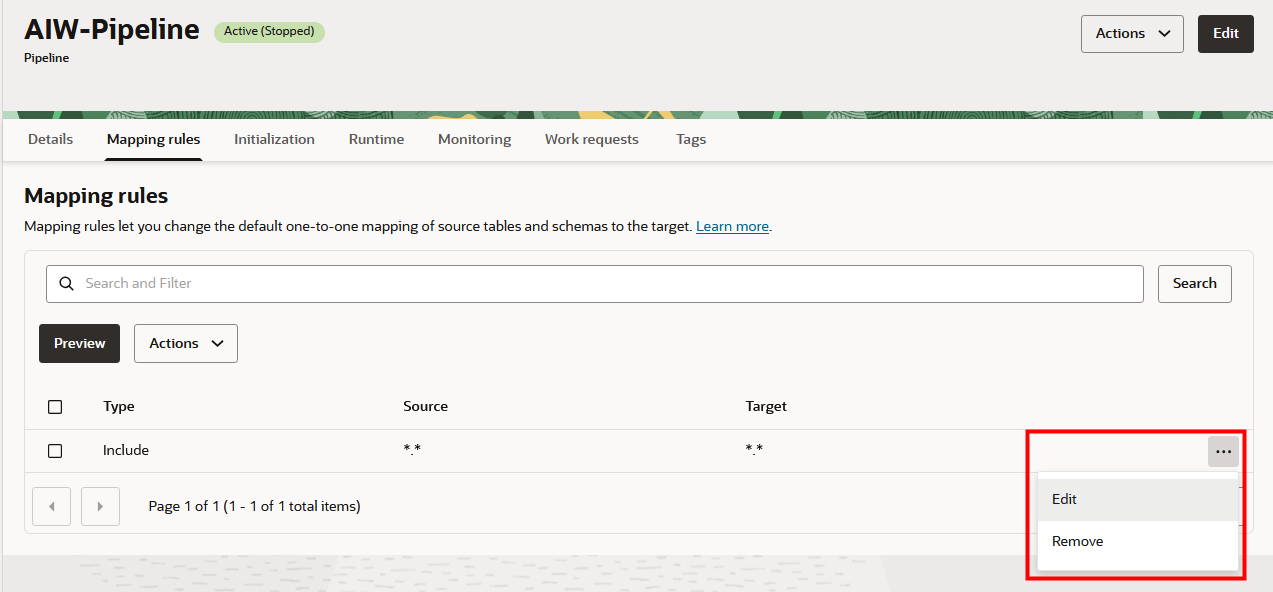 AIW-Pipeline Active (Stopped) Actions Edit
Pipeline
Details Mapping rules Initialization Runtime Monitoring Work requests Tags
Mapping rules
Mapping rules let you change the default one-to-one mapping of source tables and schemas to the target. Learn more.
Search and Filter Search
Preview Actions
Type Source Target
Include *.* *.* ...
Page 1 of 1 (1 - 1 of 1 total items)
Edit
Remove